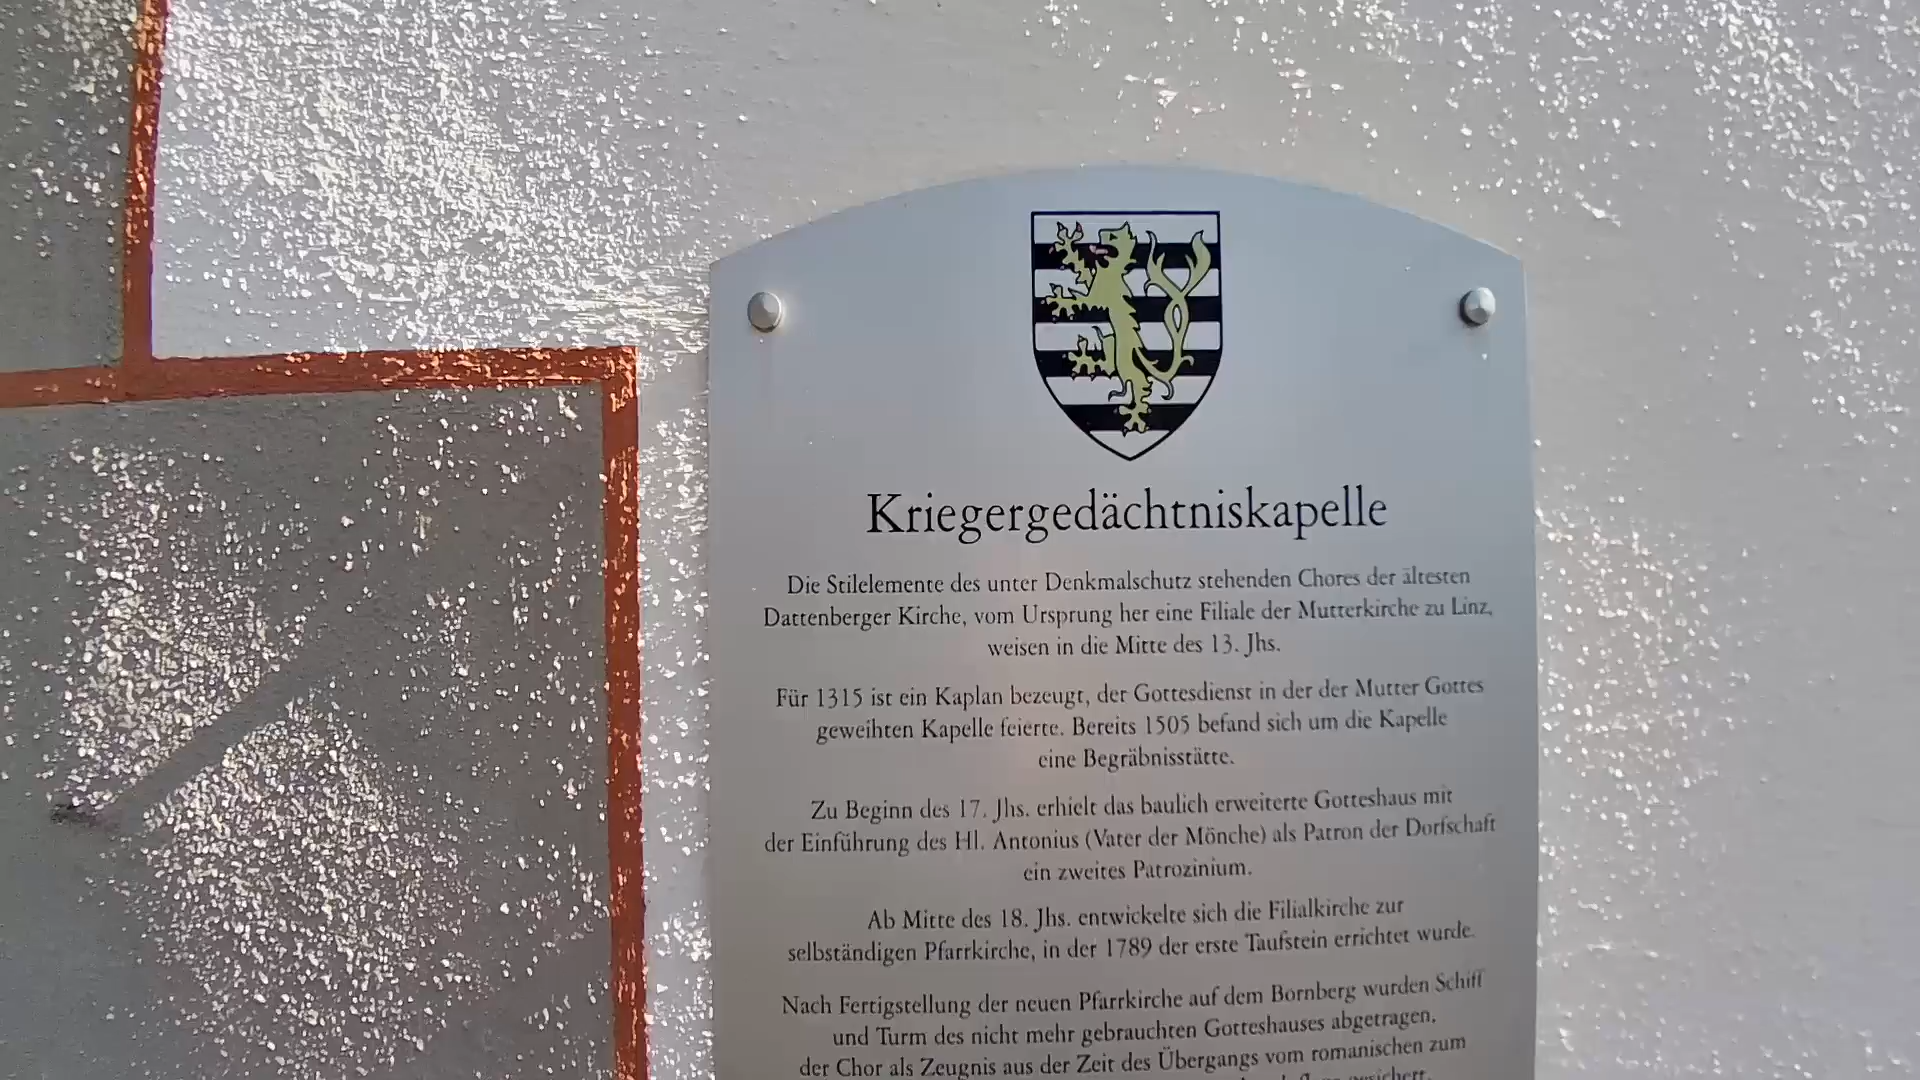 Kriegergedächtniskapelle
Die Stilelemente des unter Denkmalschutz stehenden Chores der ältesten
Dattenberger Kirche, vom Ursprung her eine Filiale der Mutterkirche zu Linz,
weisen in die Mitte des 13. Jhs.
Für 1315 ist ein Kaplan bezeugt, der Gottesdienst in der der Mutter Gottes
geweihten Kapelle feierte. Bereits 1505 befand sich um die Kapelle
eine Begräbnisstätte.
Zu Beginn des 17. Jhs. erhielt das baulich erweiterte Gotteshaus mit
der Einführung des Hl. Antonius (Vater der Mönche) als Patron der Dorfschaft
ein zweites Patrozinium.
Ab Mitte des 18. Jhs. entwickelte sich die Filialkirche zur
selbständigen Pfarrkirche, in der 1789 der erste Taufstein errichtet wurde.
Nach Fertigstellung der neuen Pfarrkirche auf dem Bornberg wurden Schiff
und Turm des nicht mehr gebrauchten Gotteshauses abgetragen,
der Chor als Zeugnis aus der Zeit des Übergangs vom romanischen zum
gesichert.